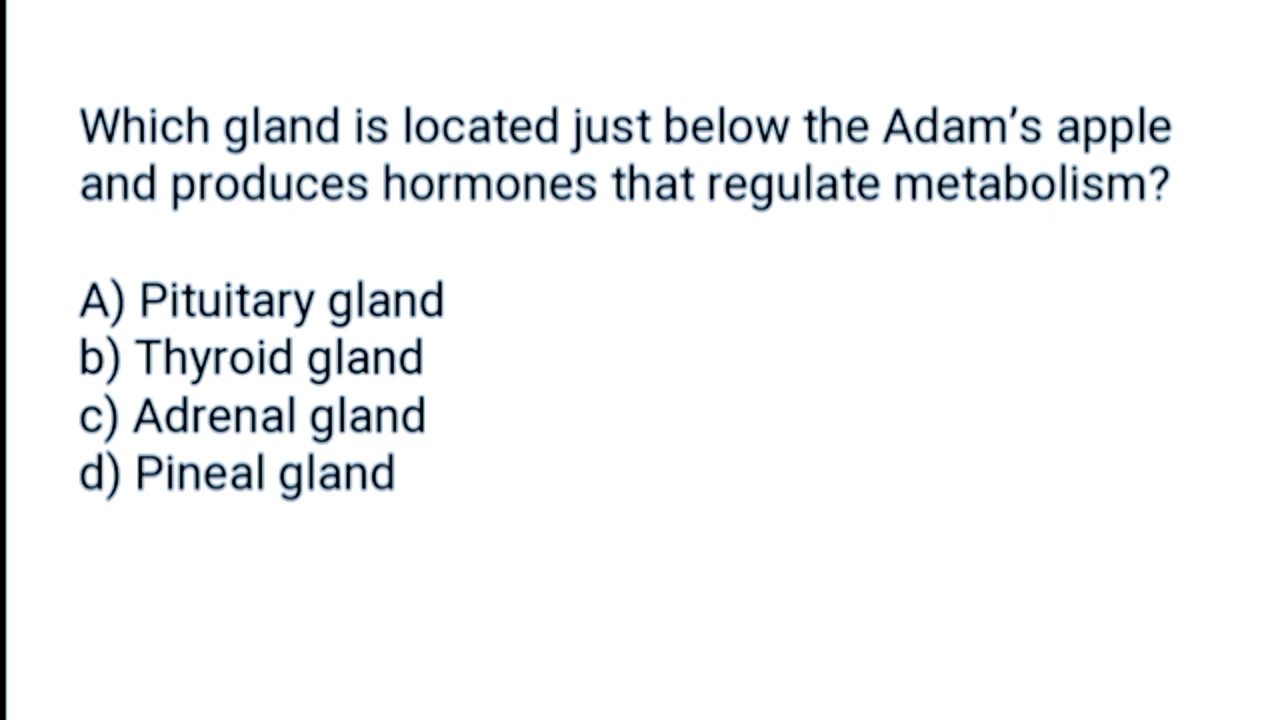 Which gland is located just below the Adam’s apple
and produces hormones that regulate metabolism?
A) Pituitary gland
b) Thyroid gland
c) Adrenal gland
d) Pineal gland